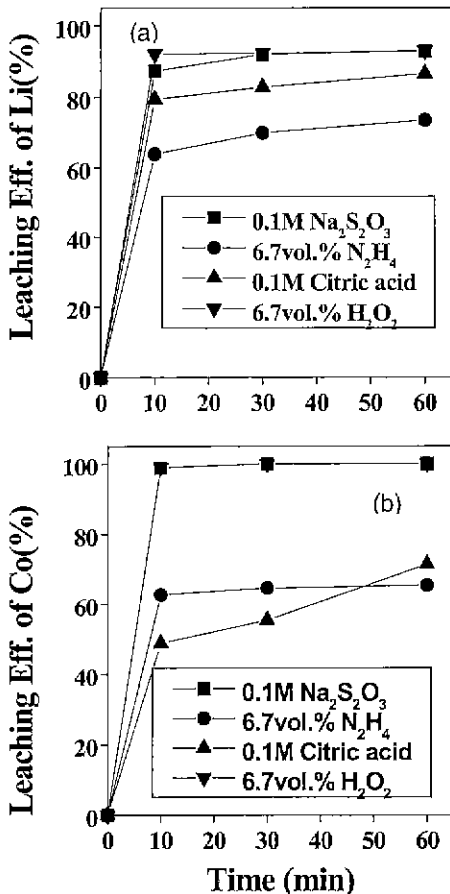 (a)
Leaching Eff. of Li(%)
100
80
60
40
20
0
0.1M Na₂S₂O₃
6.7vol.% N₂H₄
0.1M Citric acid
6.7vol.% H₂O₂
0 10 20 30 40 50 60
(b)
Leaching Eff. of Co(%)
100
80
60
40
20
0
0.1M Na₂S₂O₃
6.7vol.% N₂H₄
0.1M Citric acid
6.7vol.% H₂O₂
0 10 20 30 40 50 60
Time (min)